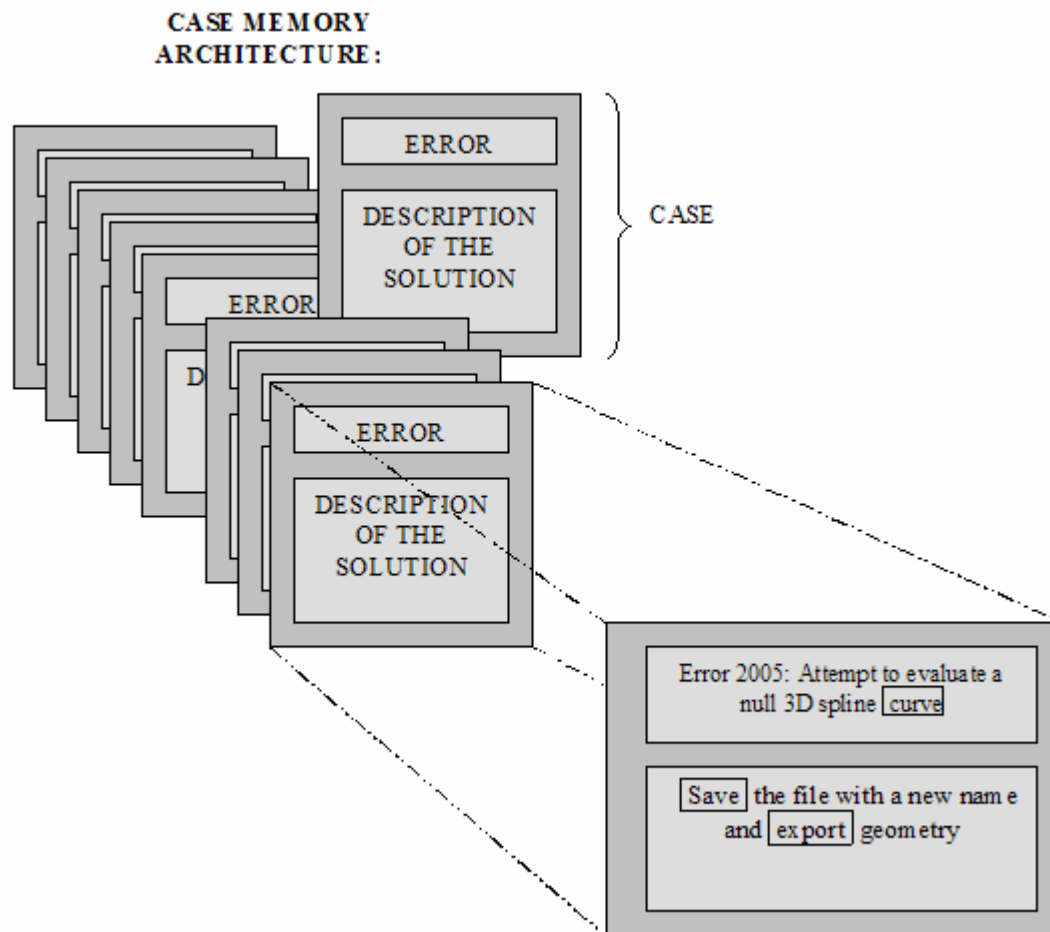 CASE MEMORY
ARCHITECTURE:
ERROR
DESCRIPTION
OF THE
SOLUTION
CASE
ERROR
D
ERROR
DESCRIPTION
OF THE
SOLUTION
Error 2005: Attempt to evaluate a
null 3D spline curve
Save the file with a new name
and export geometry